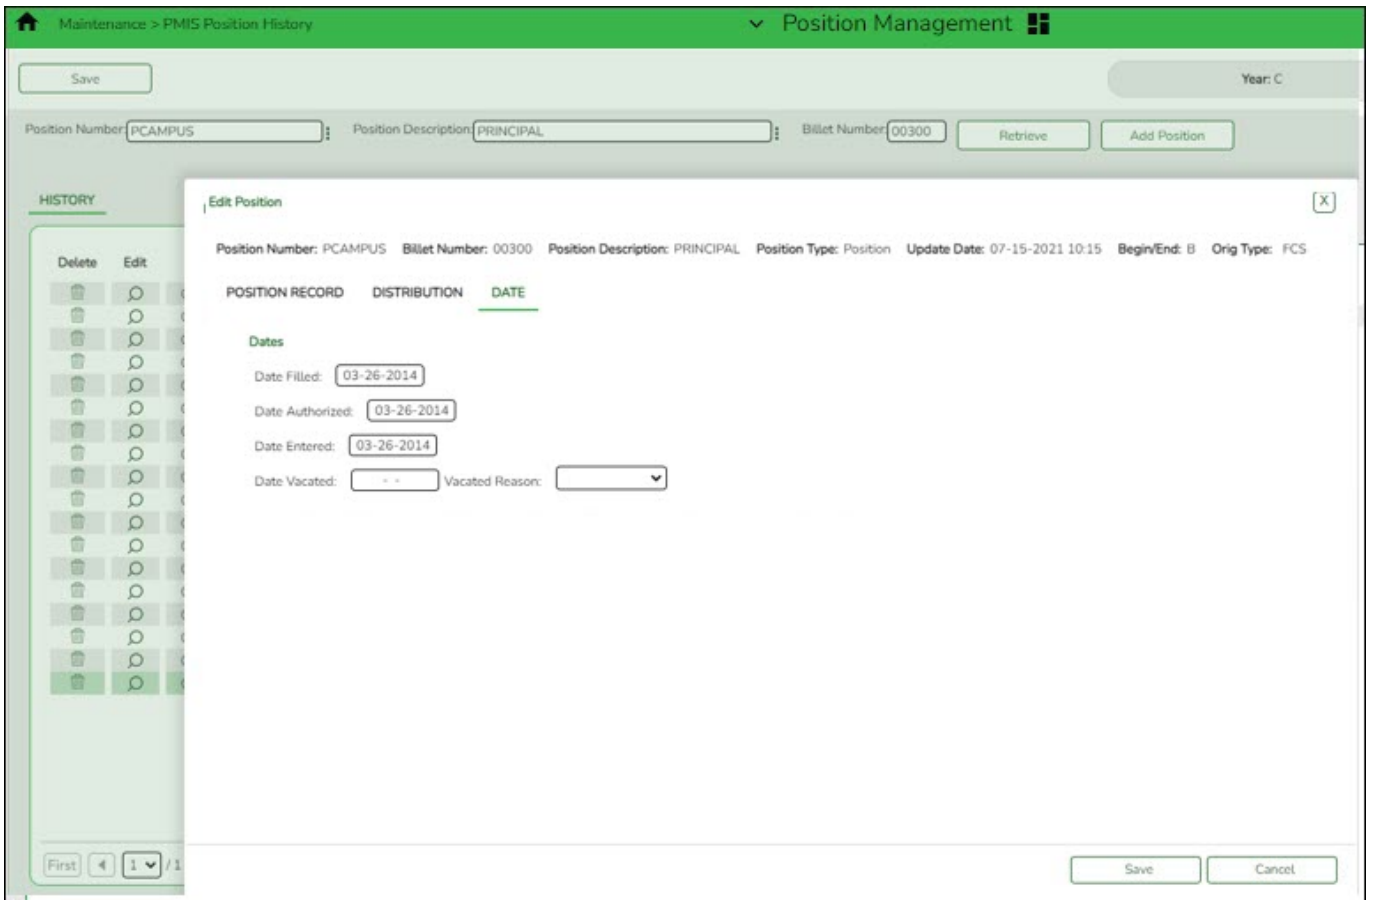 Maintenance > PMIS Position History
Position Management
Save
Year: C
Position Number: PCAMPUS Position Description: PRINCIPAL Billet Number: 00300 Retrieve Add Position
HISTORY
Edit Position X
Position Number: PCAMPUS Billet Number: 00300 Position Description: PRINCIPAL Position Type: Position Update Date: 07-15-2021 10:15 Begin/End: B Orig Type: FCS
Delete Edit
POSITION RECORD DISTRIBUTION DATE
Dates
Date Filled: 03-26-2014
Date Authorized: 03-26-2014
Date Entered: 03-26-2014
Date Vacated: - - Vacated Reason:
First 1 / 1
Save Cancel